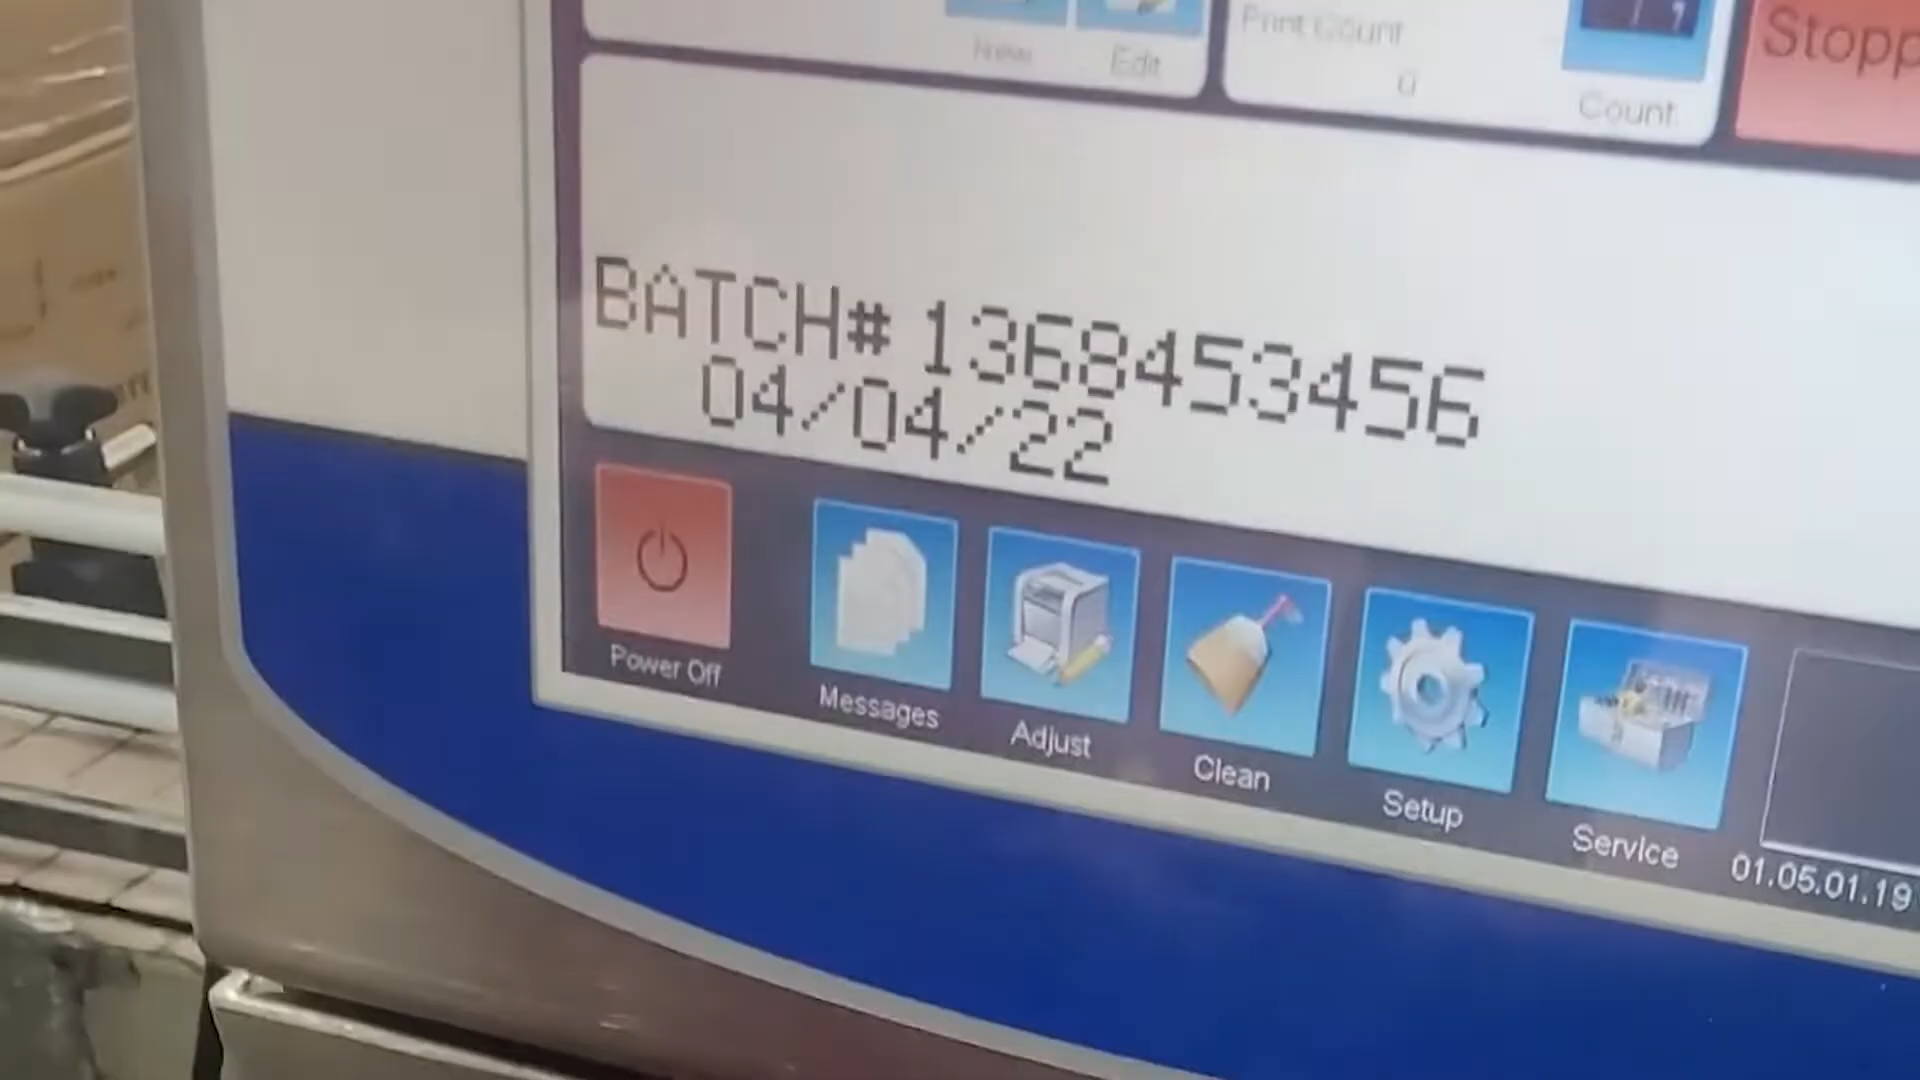 New Edit
Print Count
0
Count
Stopp
BATCH# 1368453456
04/04/22
Power Off
Messages
Adjust
Clean
Setup
Service
01.05.01.19